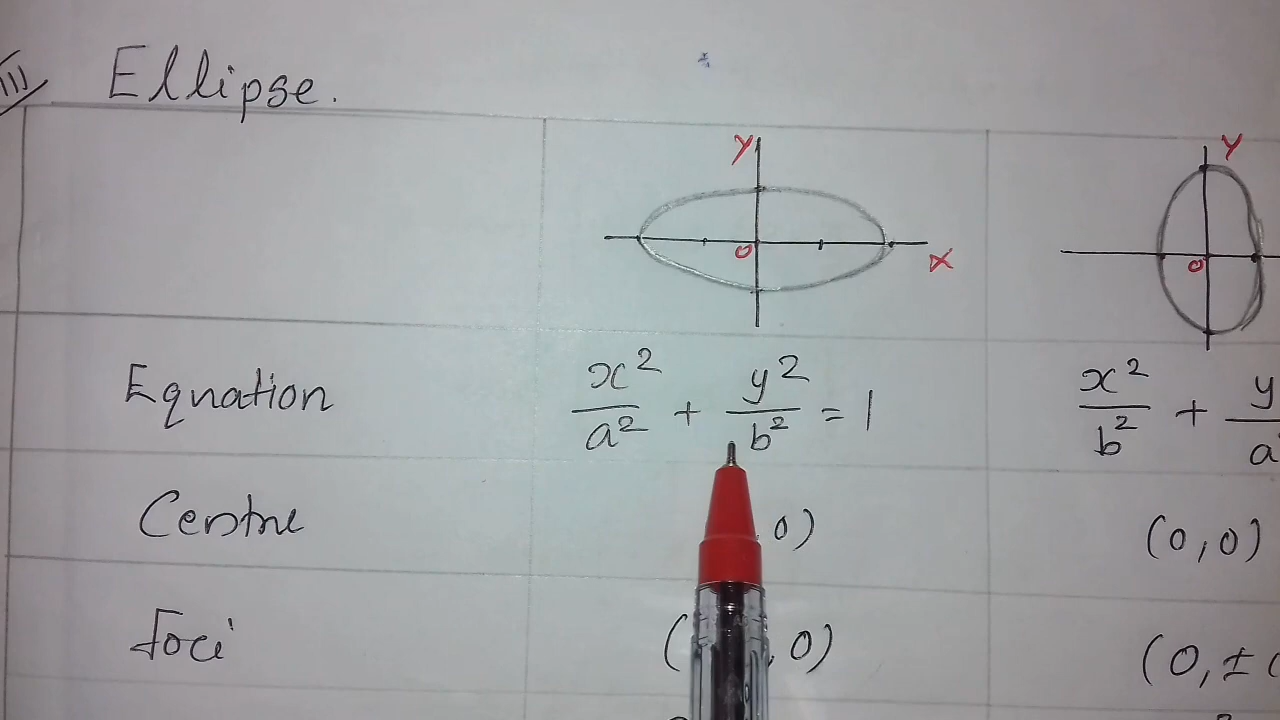 III) Ellipse.
Y
O
X
Y
O
Equation
x²/a² + y²/b² = 1
x²/b² + y/a
Centre
0)
(0,0)
foci
( ,0)
(0,±